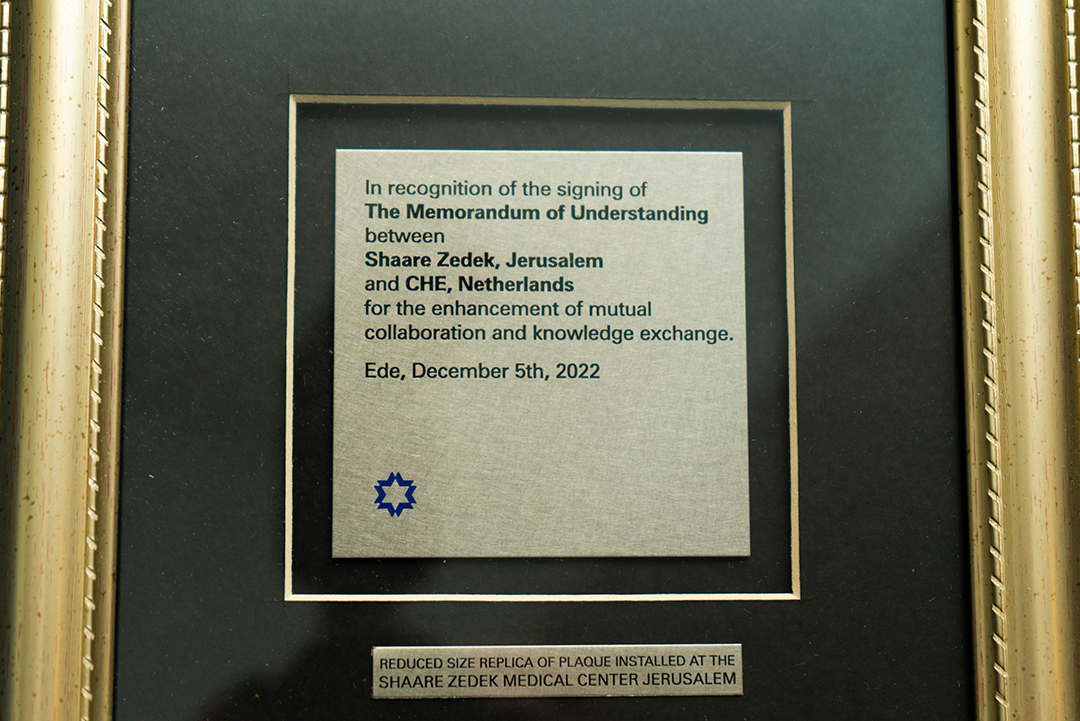 In recognition of the signing of
The Memorandum of Understanding
between
Shaare Zedek, Jerusalem
and CHE, Netherlands
for the enhancement of mutual
collaboration and knowledge exchange.
Ede, December 5th, 2022
REDUCED SIZE REPLICA OF PLAQUE INSTALLED AT THE
SHAARE ZEDEK MEDICAL CENTER JERUSALEM